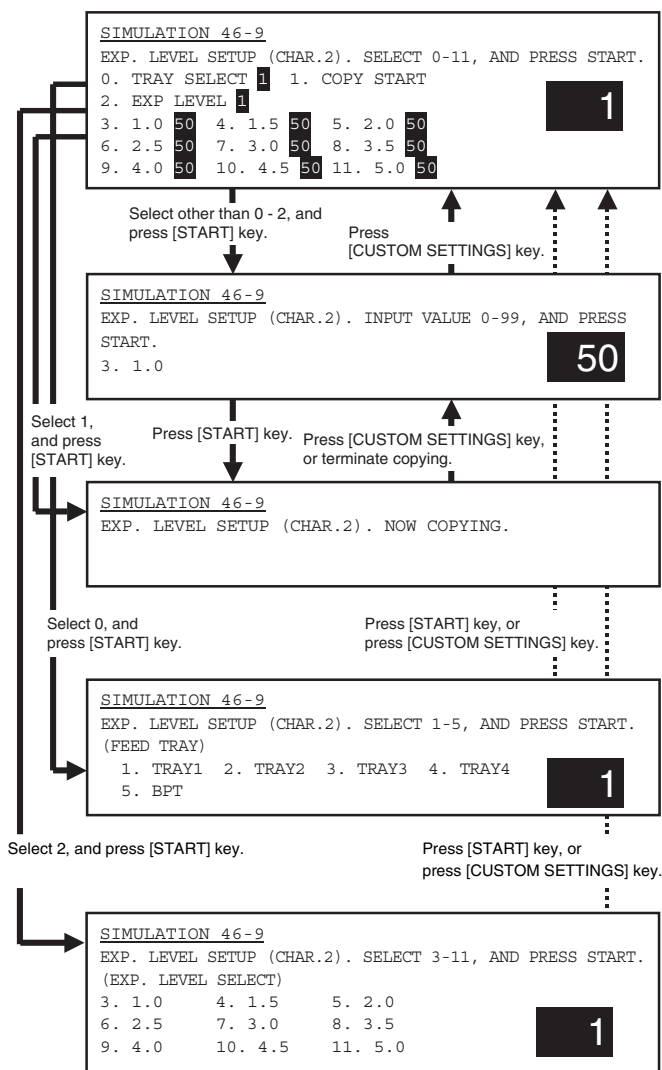 SIMULATION 46-9
EXP. LEVEL SETUP (CHAR.2). SELECT 0-11, AND PRESS START.
0. TRAY SELECT 1 1. COPY START
2. EXP LEVEL 1
1
3. 1.0 50 4. 1.5 50 5. 2.0 50
6. 2.5 50 7. 3.0 50 8. 3.5 50
9. 4.0 50 10. 4.5 50 11. 5.0 50
Select other than 0 - 2, and
press [START] key.
Press
[CUSTOM SETTINGS] key.
SIMULATION 46-9
EXP. LEVEL SETUP (CHAR.2). INPUT VALUE 0-99, AND PRESS
START.
3. 1.0
50
Select 1,
and press
[START] key.
Press [START] key.
Press [CUSTOM SETTINGS] key,
or terminate copying.
SIMULATION 46-9
EXP. LEVEL SETUP (CHAR.2). NOW COPYING.
Select 0, and
press [START] key.
Press [START] key, or
press [CUSTOM SETTINGS] key.
SIMULATION 46-9
EXP. LEVEL SETUP (CHAR.2). SELECT 1-5, AND PRESS START.
(FEED TRAY)
1. TRAY1 2. TRAY2 3. TRAY3 4. TRAY4
5. BPT
1
Select 2, and press [START] key.
Press [START] key, or
press [CUSTOM SETTINGS] key.
SIMULATION 46-9
EXP. LEVEL SETUP (CHAR.2). SELECT 3-11, AND PRESS START.
(EXP. LEVEL SELECT)
3. 1.0 4. 1.5 5. 2.0
6. 2.5 7. 3.0 8. 3.5
9. 4.0 10. 4.5 11. 5.0
1